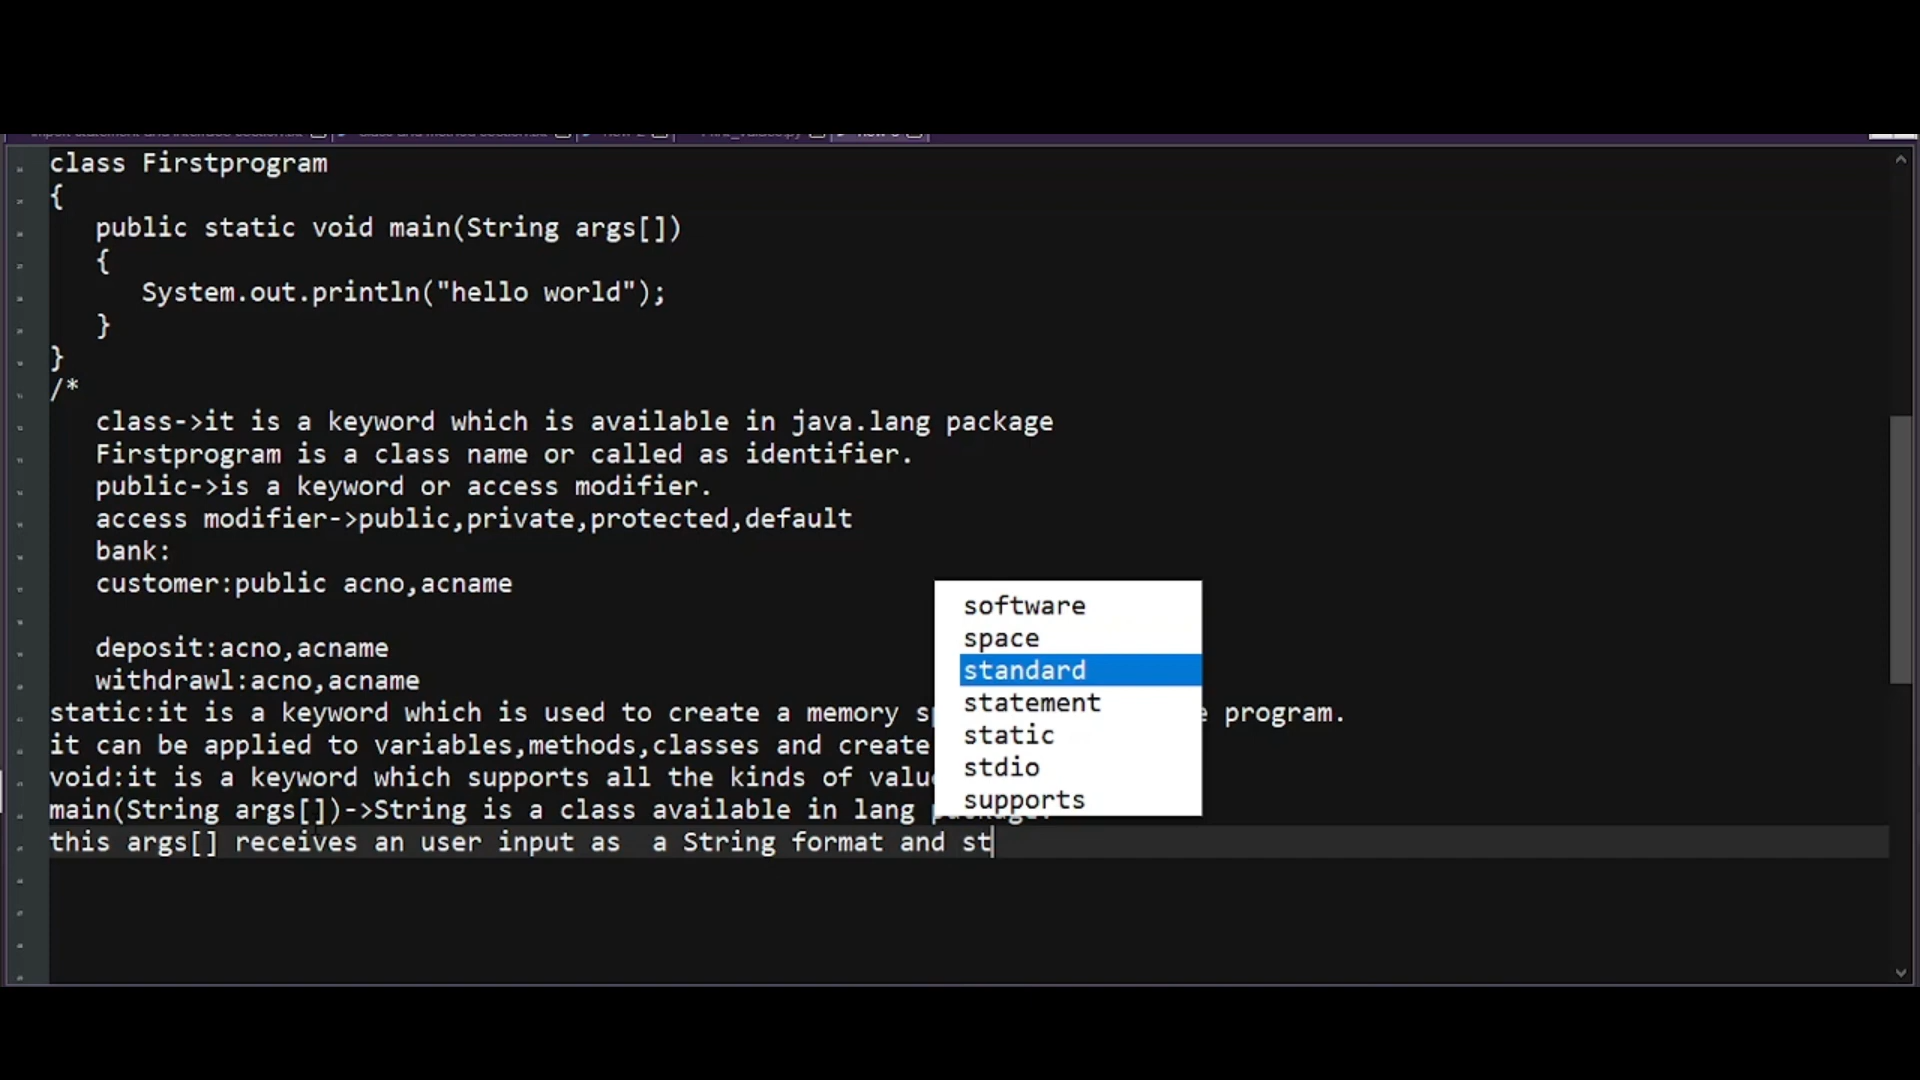 class Firstprogram
{
public static void main(String args[])
{
System.out.println("hello world");
}
}
/*
class->it is a keyword which is available in java.lang package
Firstprogram is a class name or called as identifier.
public->is a keyword or access modifier.
access modifier->public,private,protected,default
bank:
customer:public acno,acname
deposit:acno,acname
withdrawl:acno,acname
static:it is a keyword which is used to create a memory program.
it can be applied to variables,methods,classes and create
void:it is a keyword which supports all the kinds of
main(String args[])->String is a class available in lang package.
this args[] receives an user input as  a String format and st
software
space
standard
statement
static
stdio
supports